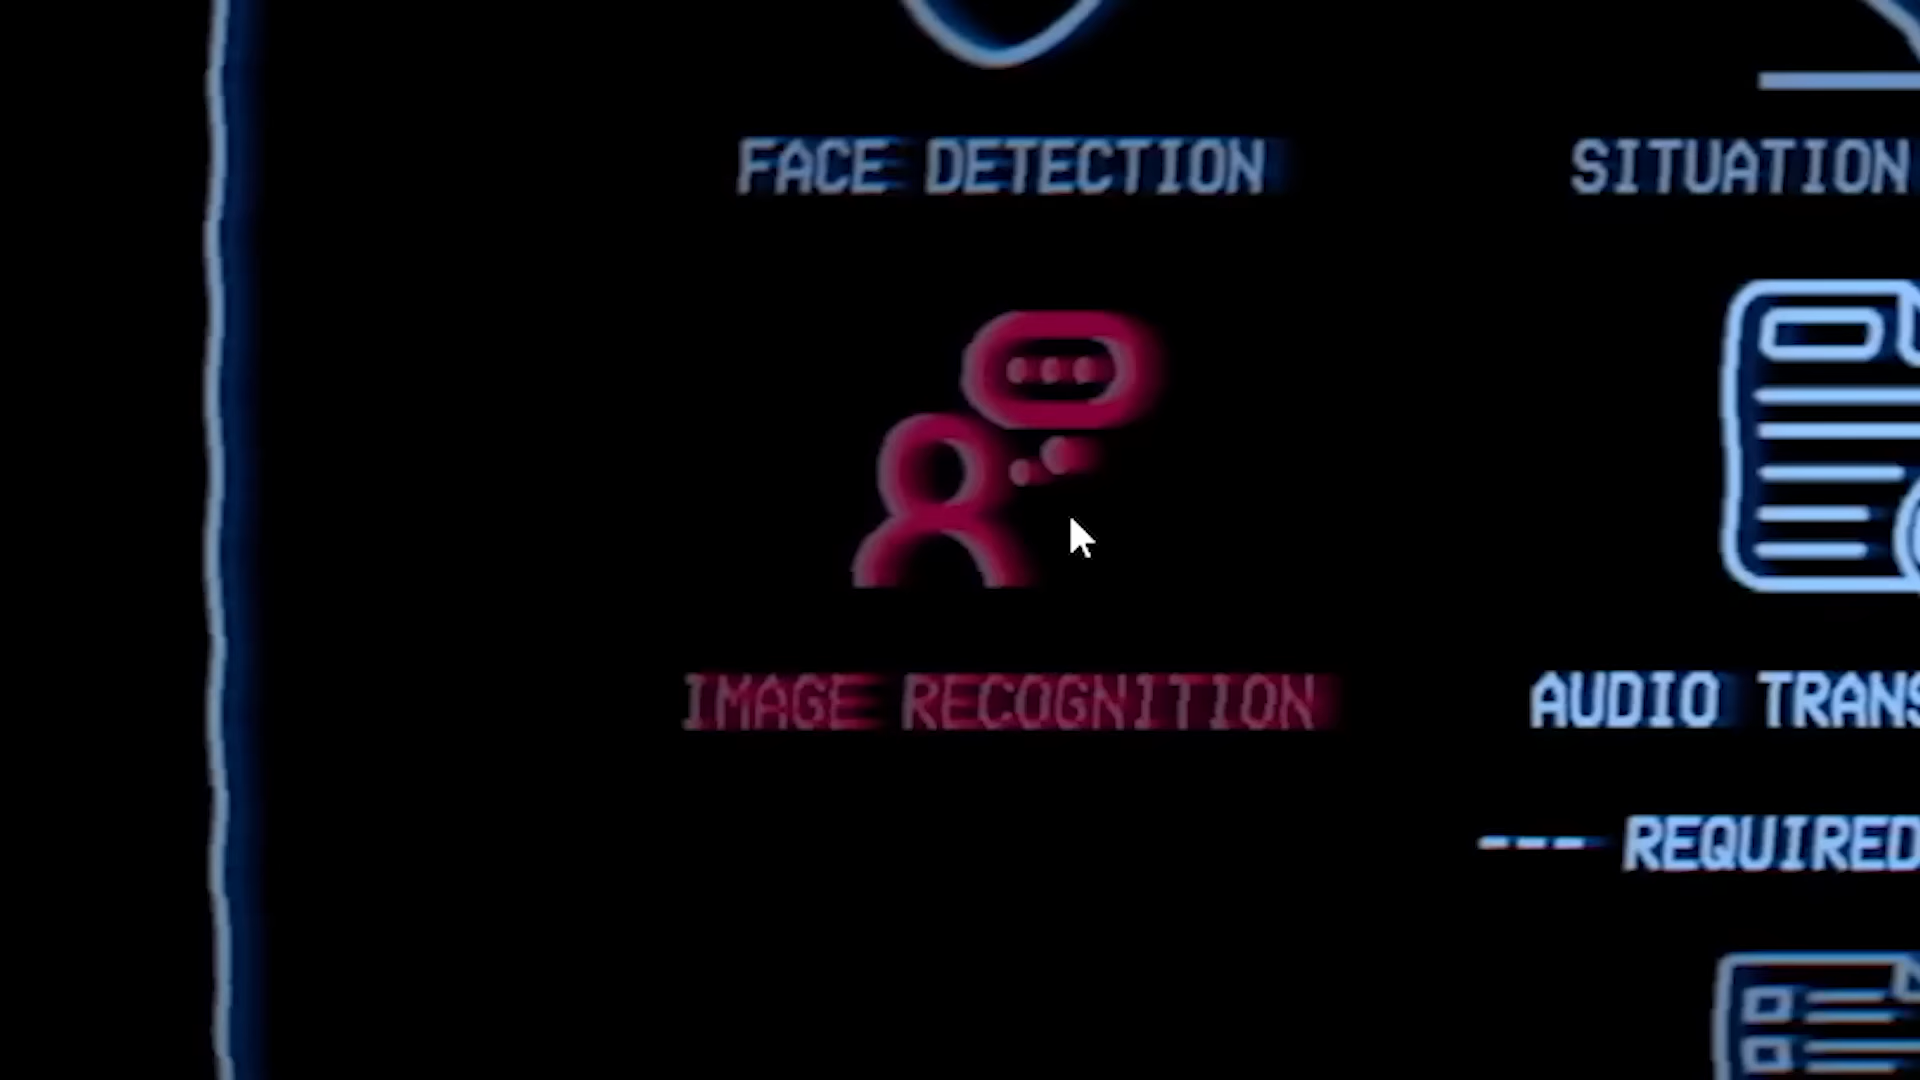 FACE DETECTION
SITUATION
IMAGE RECOGNITION
AUDIO TRANS
--- REQUIRED